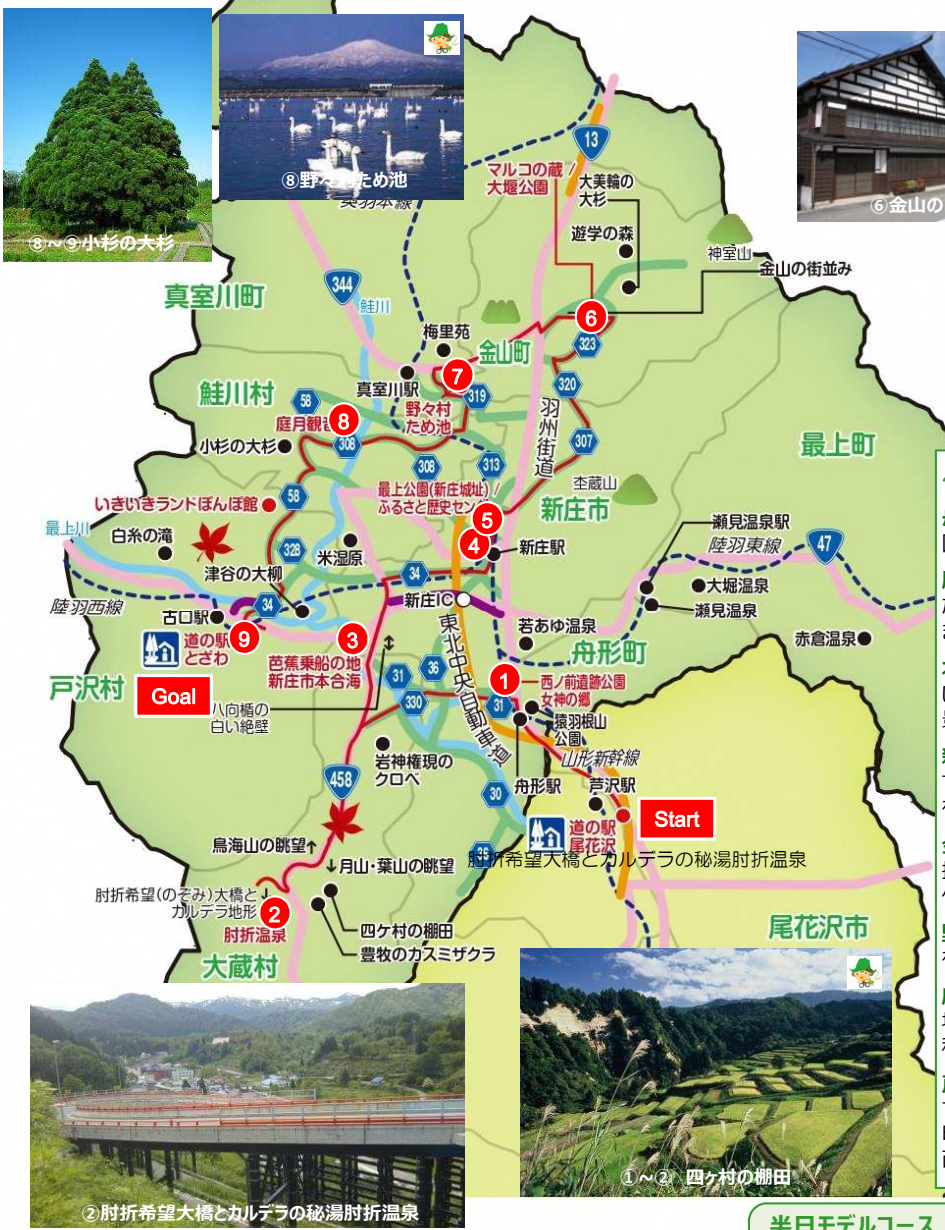 ⑧~⑨小杉の大杉
⑧野々村ため池
奥羽本線
⑥金山の
13
マルコの蔵 /
大堰公園
大美輪の
大杉
遊学の森
神室山
金山の街並み
真室川町
344
鮭川
6
323
梅里苑
金山町
7
真室川駅
320
319
鮭川村
58
野々村
ため池
羽州街道
庭月観音
8
308
307
最上町
小杉の大杉
308
313
杢蔵山
58
最上公園(新庄城址) /
ふるさと歴史センター
いきいきランドぽんぽ館
5
新庄市
最上川
白糸の滝
328
米湿原
4
新庄駅
瀬見温泉駅
陸羽東線
47
津谷の大柳
34
大堀温泉
陸羽西線
34
新庄IC
瀬見温泉
古口駅
9
道の駅
とざわ
3
芭蕉乗船の地
新庄市本合海
若あゆ温泉
赤倉温泉
舟形町
戸沢村
Goal
八向楯の
白い絶壁
31
36
330
東北中央自動車道
1
31
西ノ前遺跡公園
女神の郷
猿羽根山
公園
岩神権現の
クロベ
山形新幹線
458
30
舟形駅
芦沢駅
道の駅
尾花沢
Start
36
鳥海山の眺望↑
↓月山・葉山の眺望
肘折希望大橋とカルデラの秘湯肘折温泉
肘折希望(のぞみ)大橋と
カルデラ地形
2
肘折温泉
四ケ村の棚田
豊牧のカスミザクラ
大蔵村
尾花沢市
②肘折希望大橋とカルデラの秘湯肘折温泉
①~② 四ヶ村の棚田
半日モデルコース